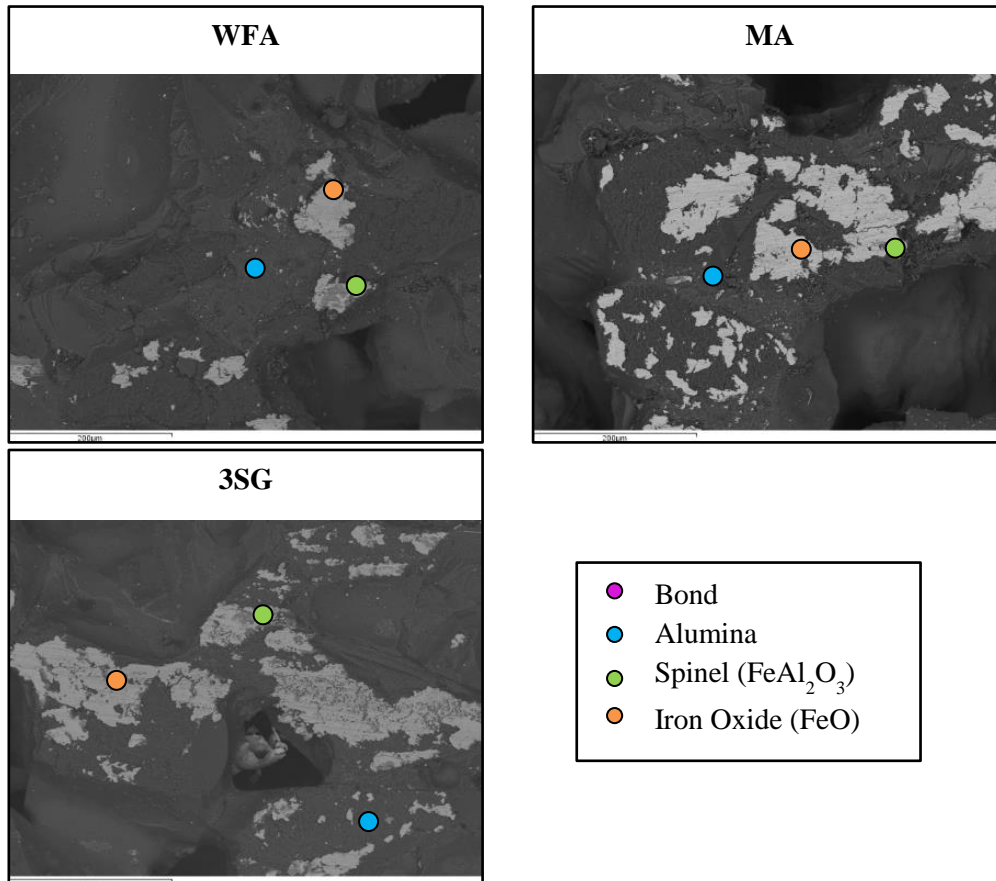 WFA
MA
200µm
200µm
3SG
Bond
Alumina
Spinel (FeAl₂O₃)
Iron Oxide (FeO)